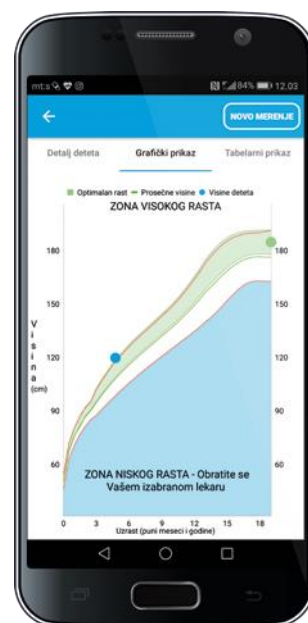 mt:s 84% 12.03
NOVO MERENJE
Detalj deteta Grafički prikaz Tabelarni prikaz
Optimalan rast Prosečne visine Visine deteta
ZONA VISOKOG RASTA
180 180
150 150
Visina
(cm)
120 120
90 90
60 60
ZONA NISKOG RASTA - Obratite se
Vašem izabranom lekaru
0 3 6 9 12 15 18
Uzrast (puni meseci i godine)